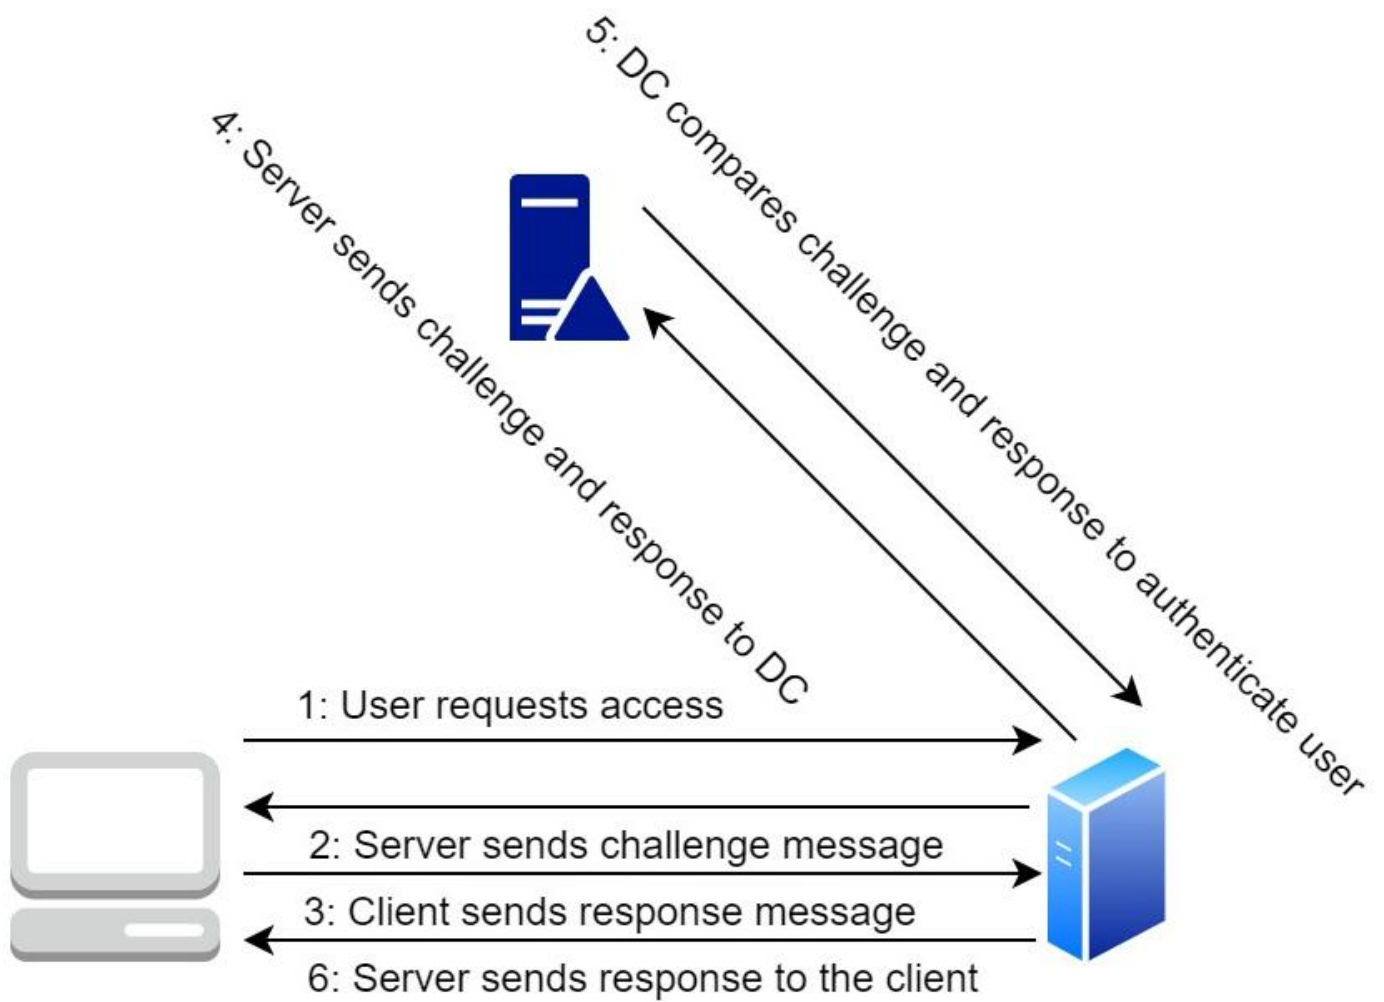 5: DC compares challenge and response to authenticate user
4: Server sends challenge and response to DC
1: User requests access
2: Server sends challenge message
3: Client sends response message
6: Server sends response to the client